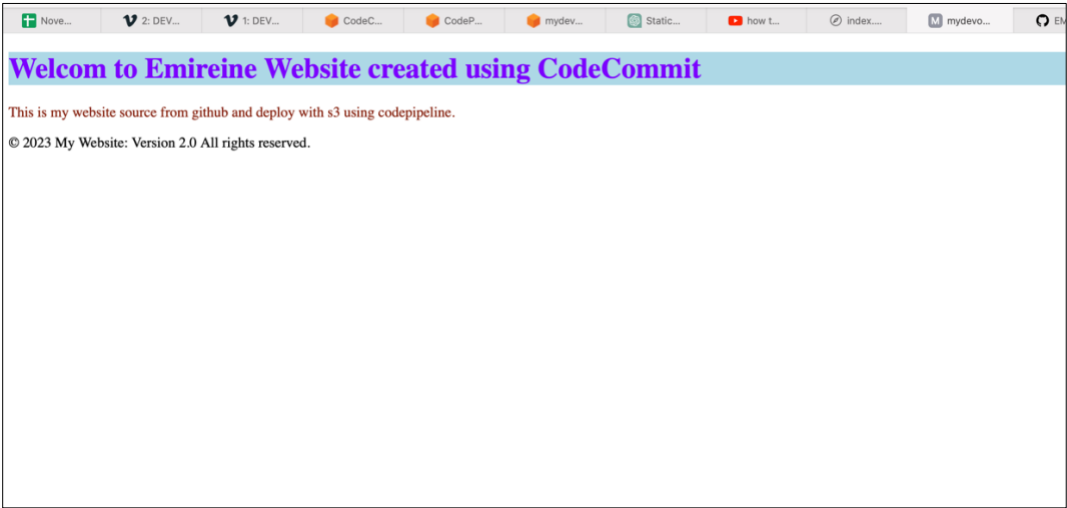 Nove...
2: DEV...
1: DEV...
CodeC...
CodeP...
mydev...
Static...
how t...
index....
mydevo...
EM
Welcom to Emireine Website created using CodeCommit
This is my website source from github and deploy with s3 using codepipeline.
© 2023 My Website: Version 2.0 All rights reserved.